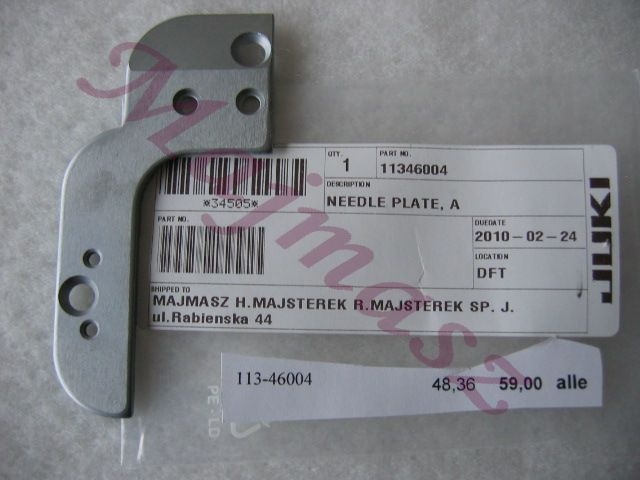 QTY.
1
PART NO.
11346004
*34505*
DESCRIPTION
NEEDLE PLATE, A
PART NO.
DUEDATE
2010-02-24
LOCATION
DFT
SHIPPED TO
MAJMASZ H.MAJSTEREK R.MAJSTEREK SP. J.
ul.Rabienska 44
JUKI
113-46004 48,36 59,00 alle
Majmasz